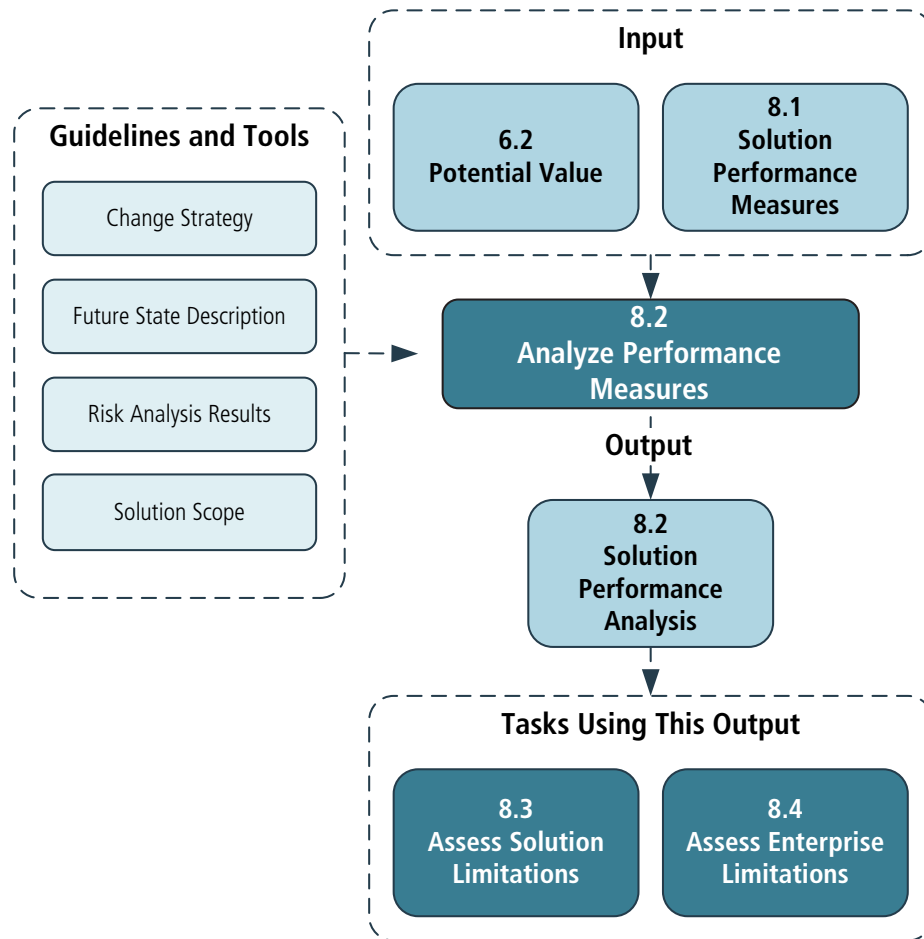 Input
6.2
Potential Value
8.1
Solution
Performance
Measures
Guidelines and Tools
Change Strategy
Future State Description
Risk Analysis Results
Solution Scope
8.2
Analyze Performance
Measures
Output
8.2
Solution
Performance
Analysis
Tasks Using This Output
8.3
Assess Solution
Limitations
8.4
Assess Enterprise
Limitations